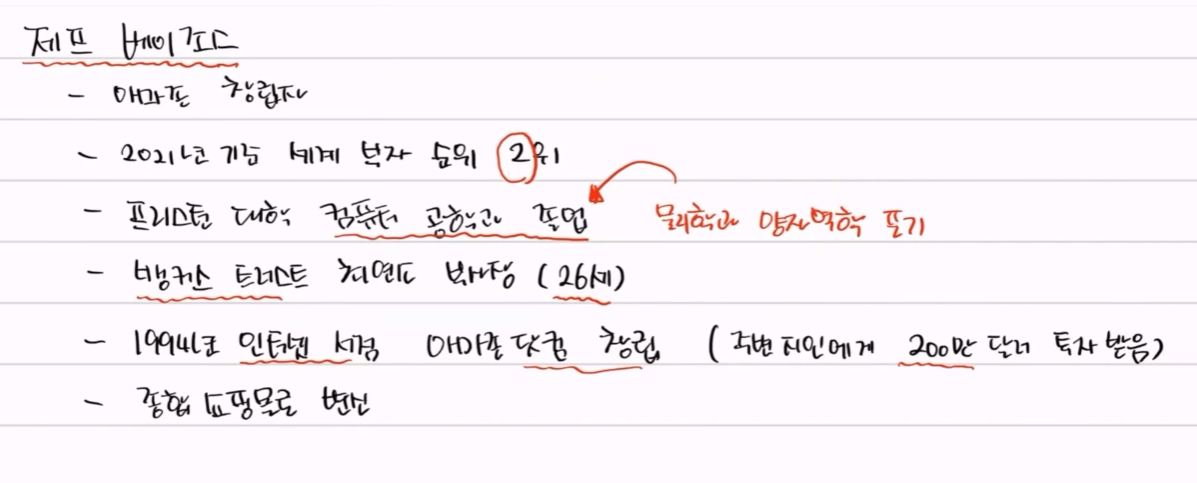 제프 베이조스
- 아마존 창립자
- 2021년 기준 세계 부자 순위 2위
- 프리스턴 대학 컴퓨터 공학과 졸업 물리학과 양자역학 포기
- 뱅커스 트러스트 최연소 부사장 (26세)
- 1994년 인터넷 서점 아마존 닷컴 창립 (주변 지인에게 200만 달러 투자 받음)
- 종합 쇼핑몰로 변신